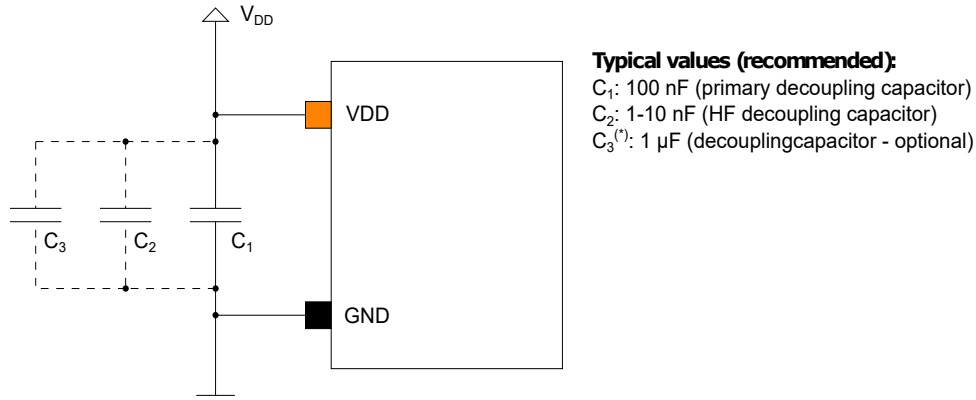 V_DD
Typical values (recommended):
VDD
C₁: 100 nF (primary decoupling capacitor)
C₂: 1-10 nF (HF decoupling capacitor)
C₃⁽*⁾: 1 µF (decouplingcapacitor - optional)
C₃
C₂
C₁
GND